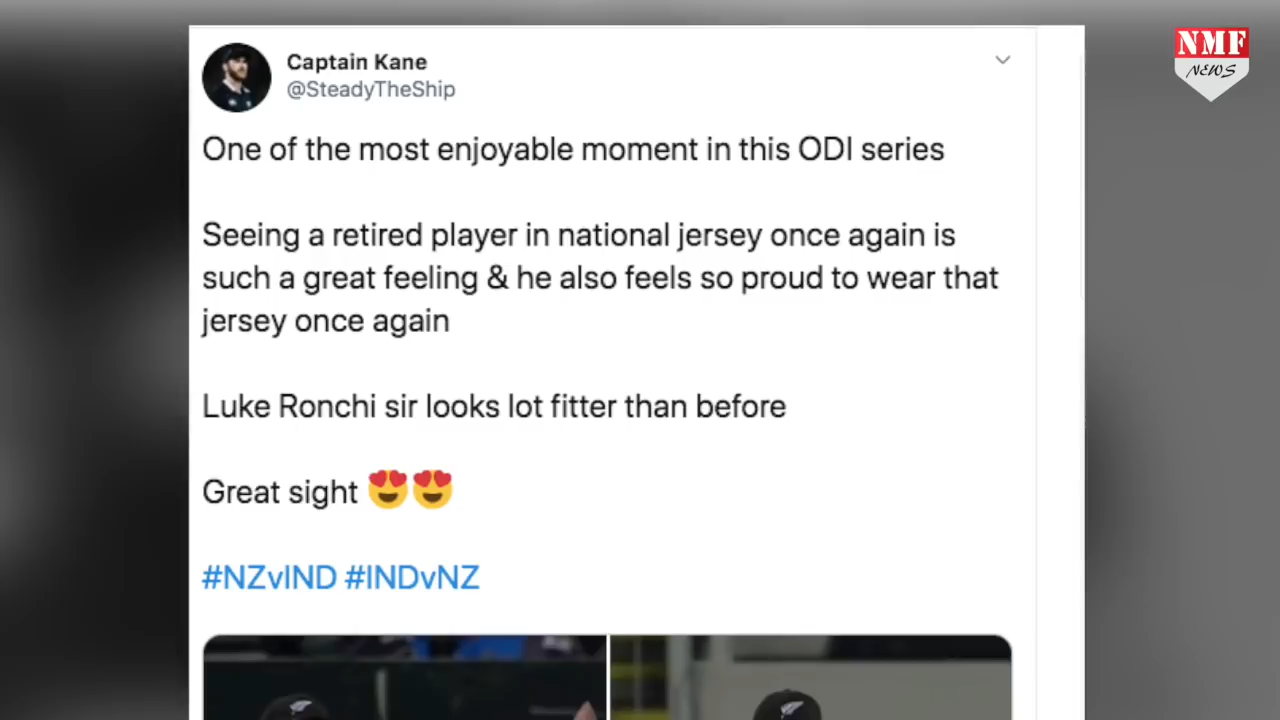 NMF
NEWS
Captain Kane
@SteadyTheShip
One of the most enjoyable moment in this ODI series
Seeing a retired player in national jersey once again is
such a great feeling & he also feels so proud to wear that
jersey once again
Luke Ronchi sir looks lot fitter than before
Great sight 😍😍
#NZvIND #INDvNZ